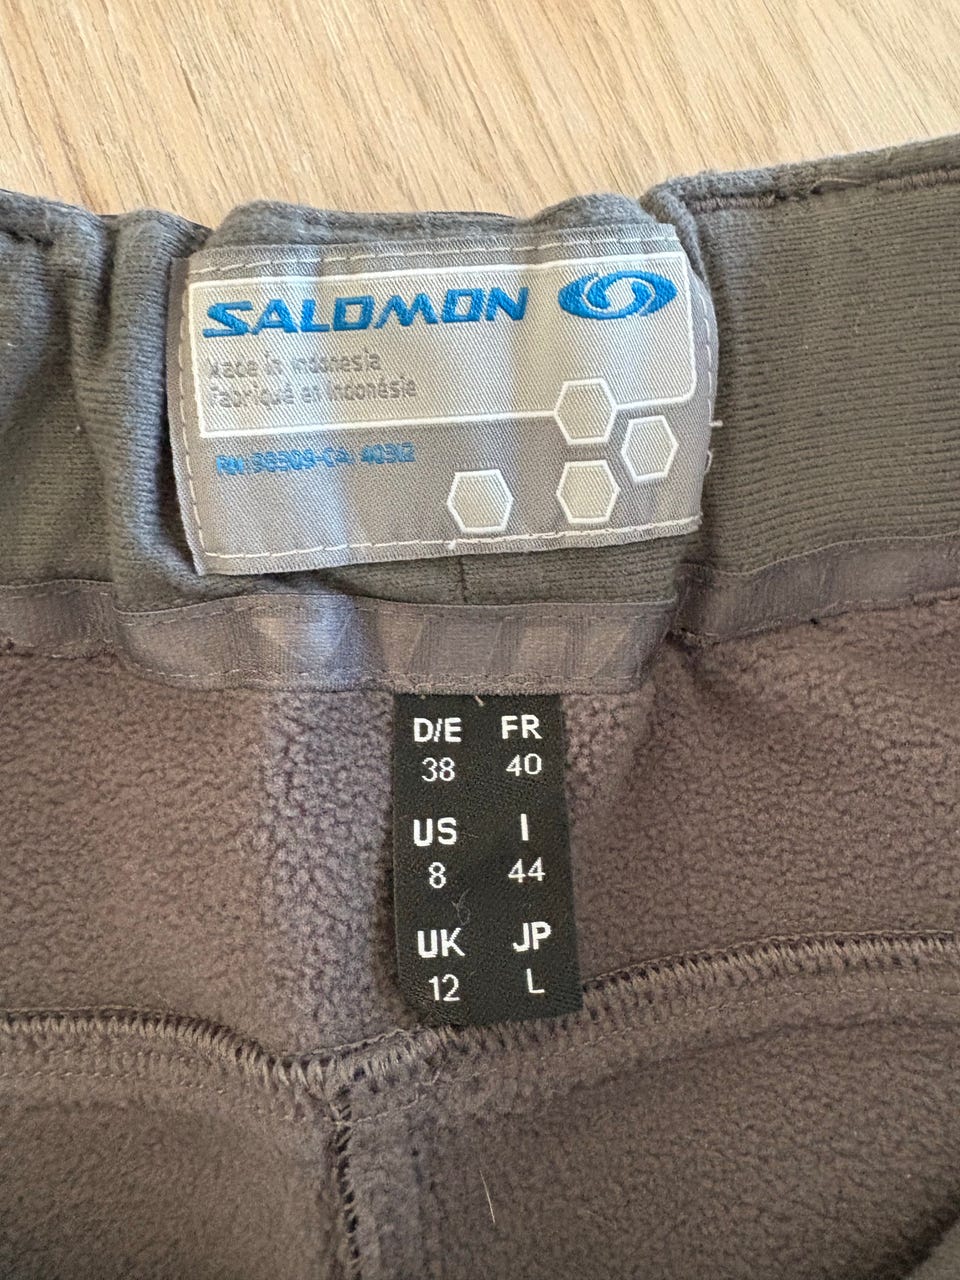 SALOMON
Made in Indonesia
Fabriqué en Indonésie
D/E FR
38 40
US I
8 44
UK JP
12 L